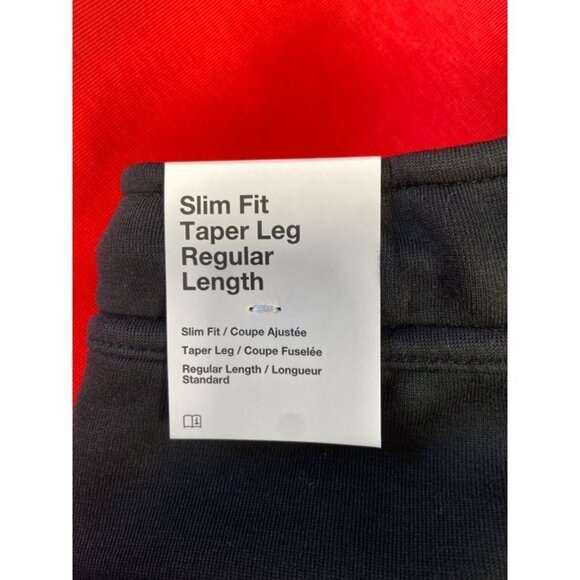 Slim Fit
Taper Leg
Regular
Length
Slim Fit / Coupe Ajustée
Taper Leg / Coupe Fuselée
Regular Length / Longueur
Standard